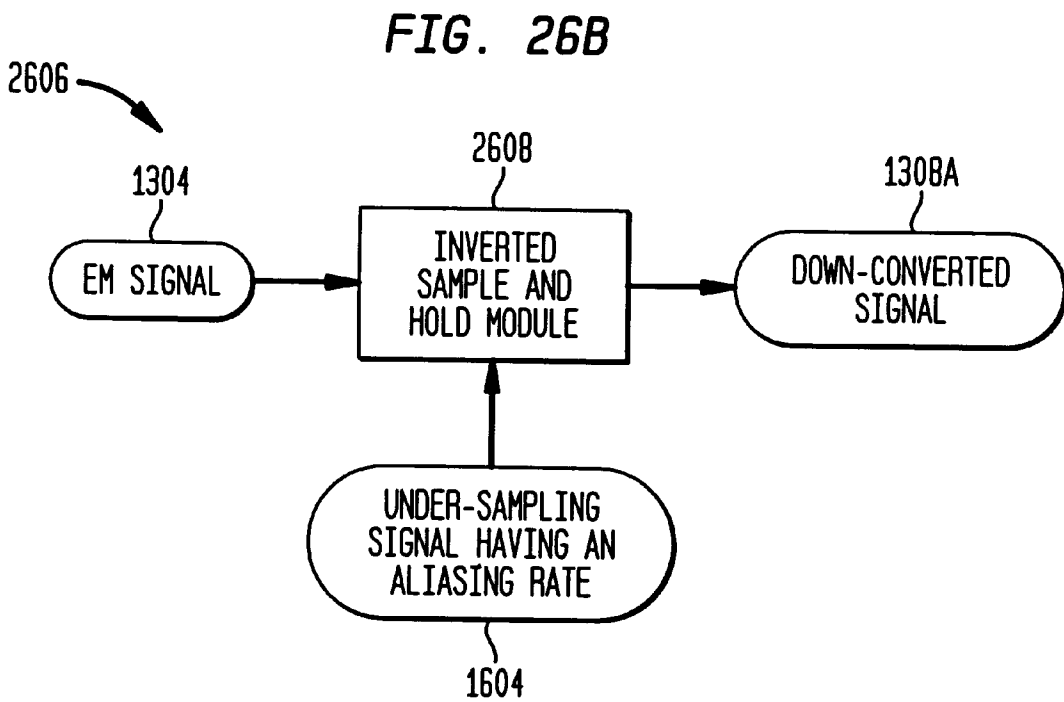 FIG. 26B
2606
1304
2608
1308A
EM SIGNAL
INVERTED
SAMPLE AND
HOLD MODULE
DOWN-CONVERTED
SIGNAL
UNDER-SAMPLING
SIGNAL HAVING AN
ALIASING RATE
1604